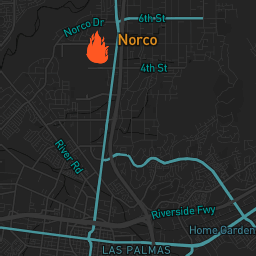 6th St
Norco Dr
Norco
4th St
River Rd
Riverside Fwy
Home Garden
LAS PALMAS